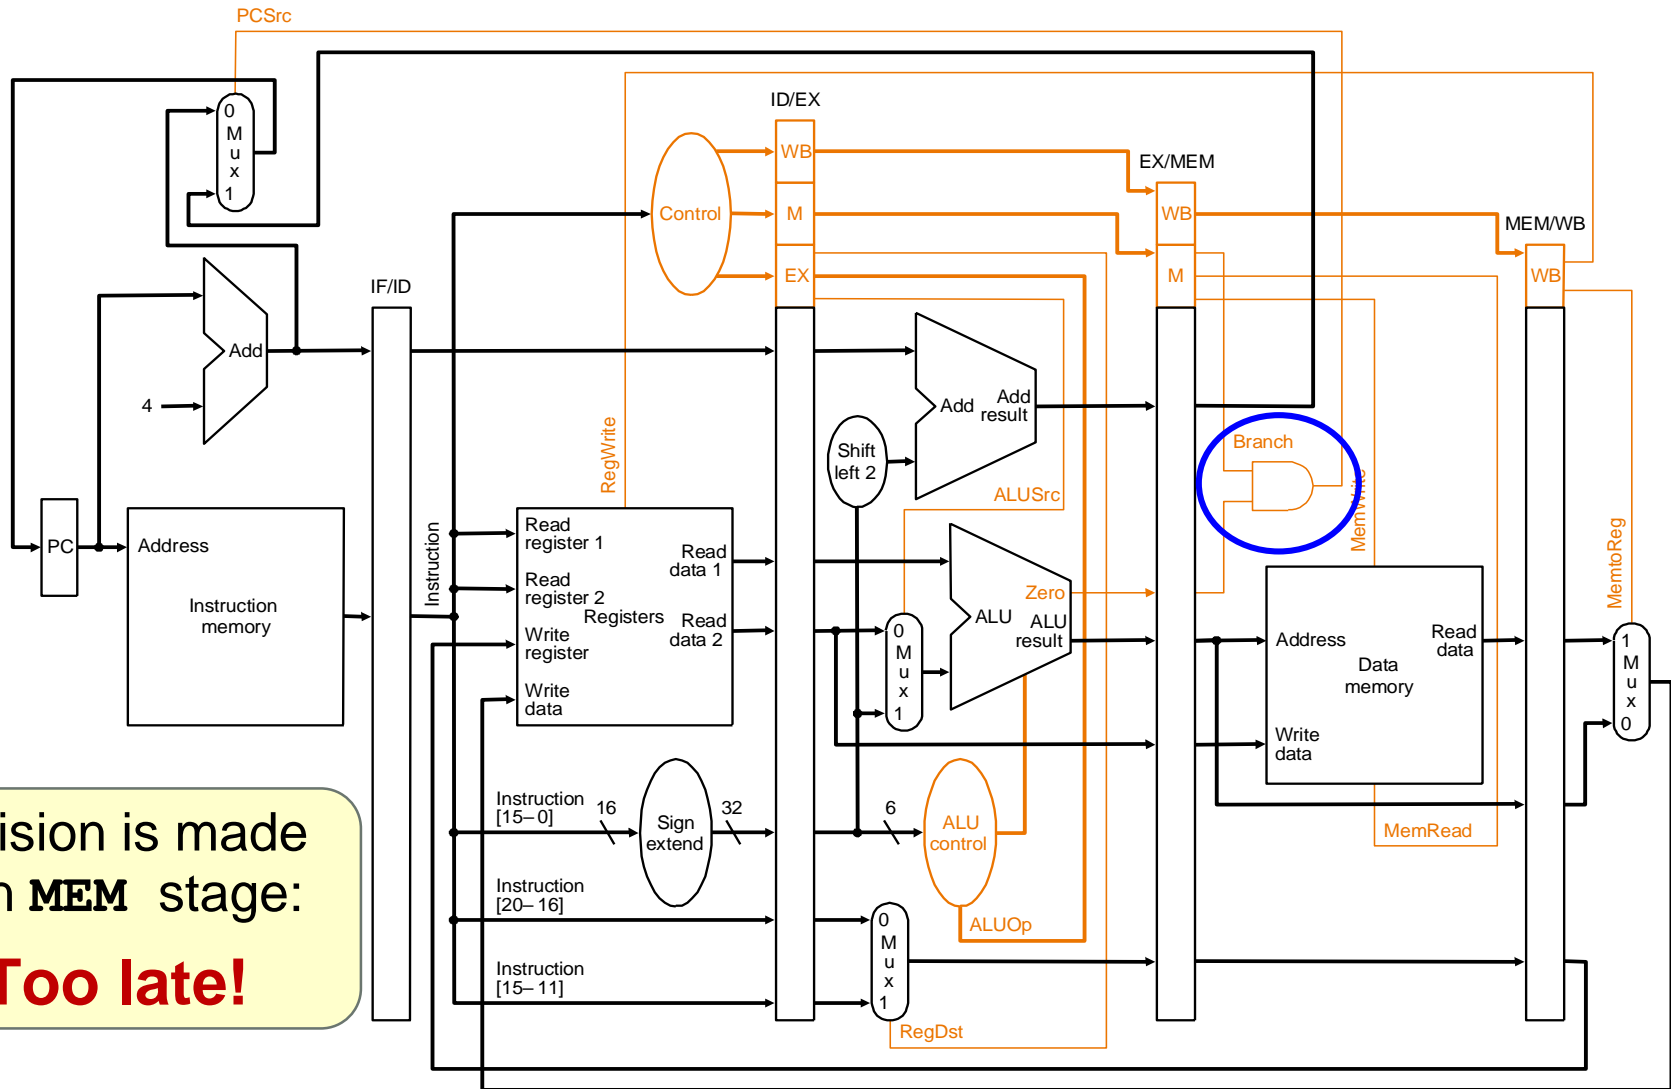 PCSrc
0
M
u
x
1
ID/EX
WB
M
EX
Control
EX/MEM
WB
M
MEM/WB
WB
IF/ID
Add
4
RegWrite
Add
Add
result
Shift
left 2
ALUSrc
Branch
MemWrite
MemtoReg
PC
Address
Instruction
memory
Instruction
Read
register 1
Read
register 2
Write
register
Write
data
Registers
Read
data 1
Read
data 2
0
M
u
x
1
Zero
ALU
ALU
result
Address
Read
data
Data
memory
Write
data
1
M
u
x
0
MemRead
Instruction
[15–0]
16
Sign
extend
32
6
ALU
control
Instruction
[20–16]
ALUOp
0
M
u
x
1
Instruction
[15–11]
RegDst
ision is made
MEM stage:
Too late!